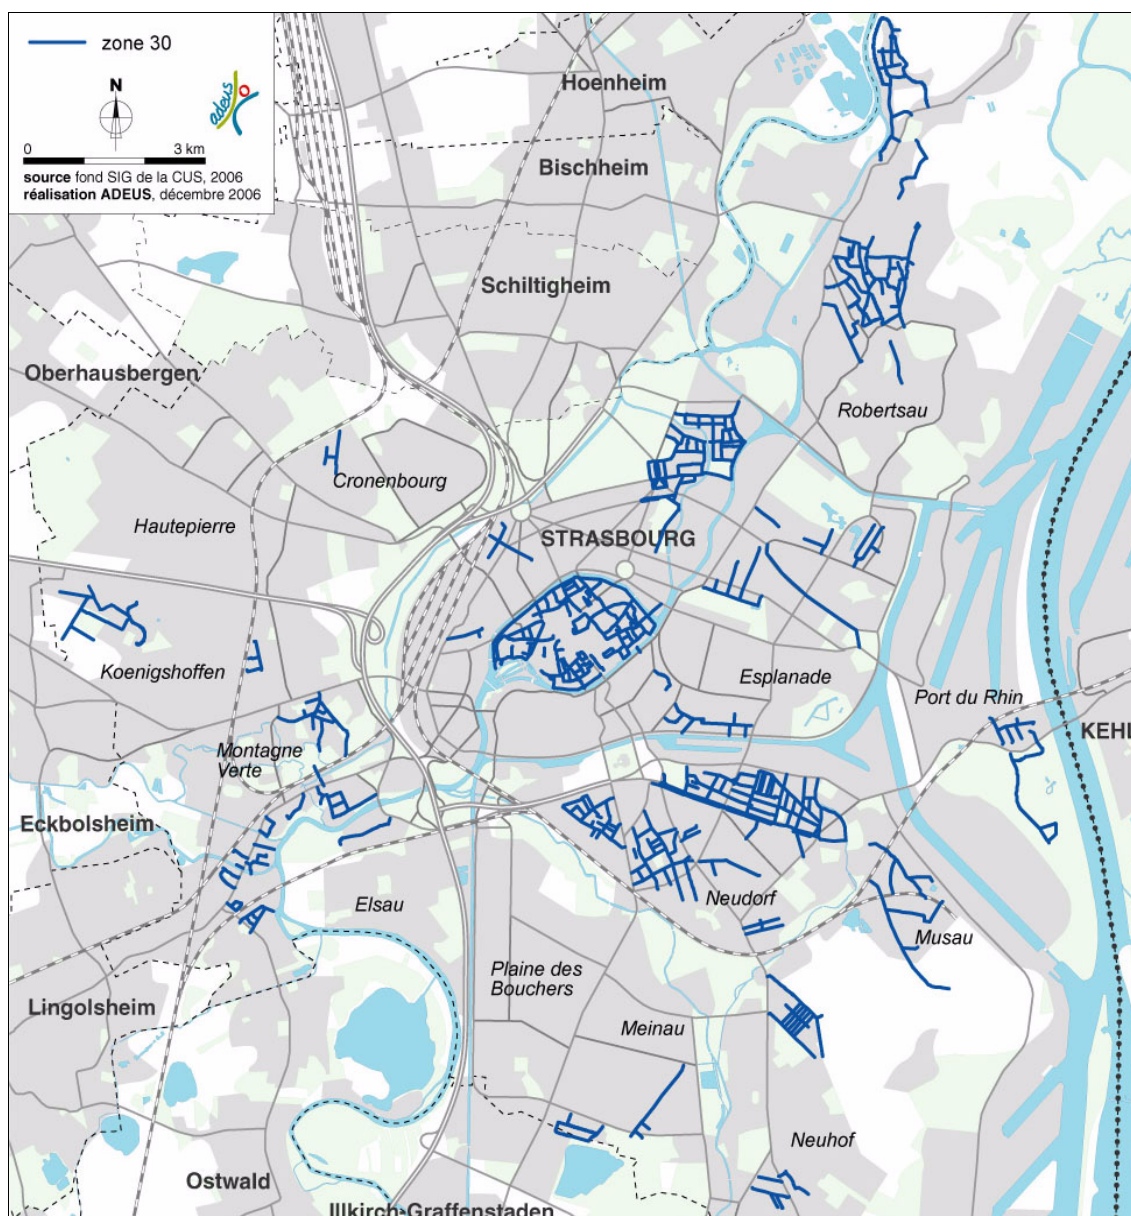 zone 30
N
adeus
0 3 km
source fond SIG de la CUS, 2006
réalisation ADEUS, décembre 2006
Hoenheim
Bischheim
Schiltigheim
Oberhausbergen
Robertsau
Cronenbourg
Hautepierre
STRASBOURG
Koenigshoffen
Esplanade
Port du Rhin
KEHL
Montagne
Verte
Eckbolsheim
Elsau
Neudorf
Musau
Plaine des
Bouchers
Lingolsheim
Meinau
Neuhof
Ostwald
Illkirch-Graffenstaden